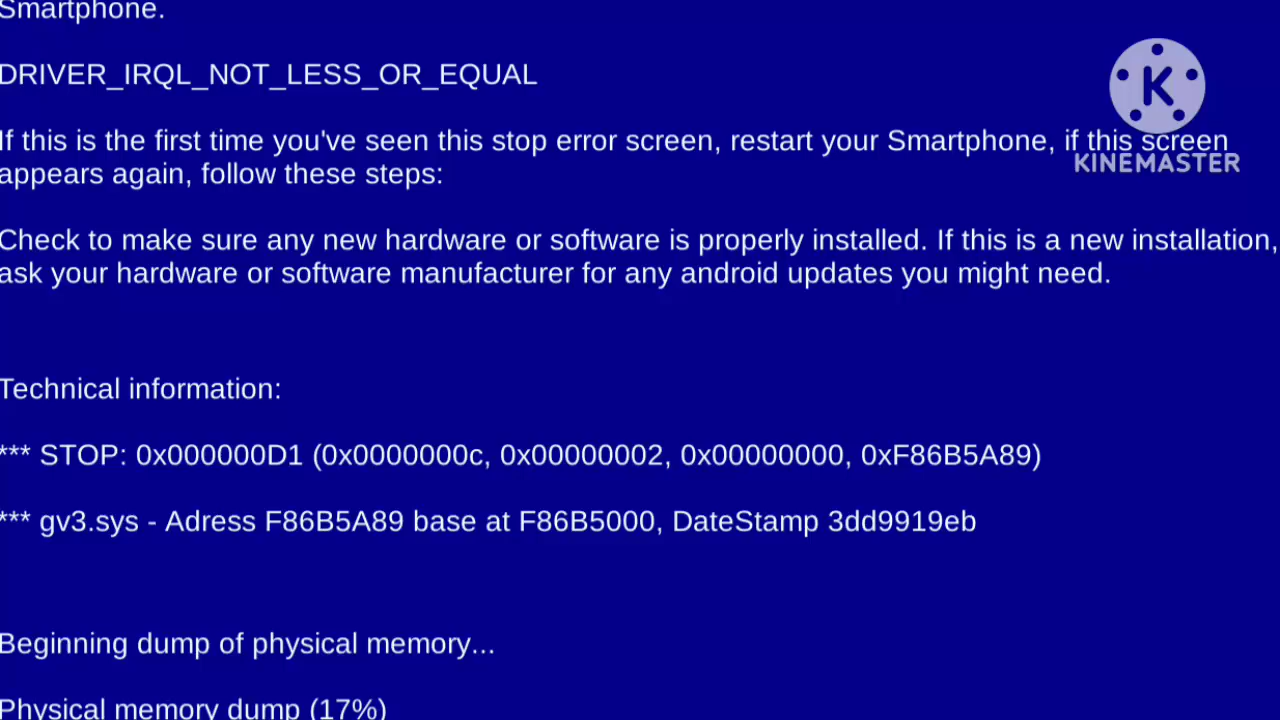 Smartphone.
DRIVER_IRQL_NOT_LESS_OR_EQUAL
If this is the first time you've seen this stop error screen, restart your Smartphone, if this screen
appears again, follow these steps:
K
KINEMASTER
Check to make sure any new hardware or software is properly installed. If this is a new installation,
ask your hardware or software manufacturer for any android updates you might need.
Technical information:
*** STOP: 0x000000D1 (0x0000000c, 0x00000002, 0x00000000, 0xF86B5A89)
*** gv3.sys - Adress F86B5A89 base at F86B5000, DateStamp 3dd9919eb
Beginning dump of physical memory...
Physical memory dump (17%)